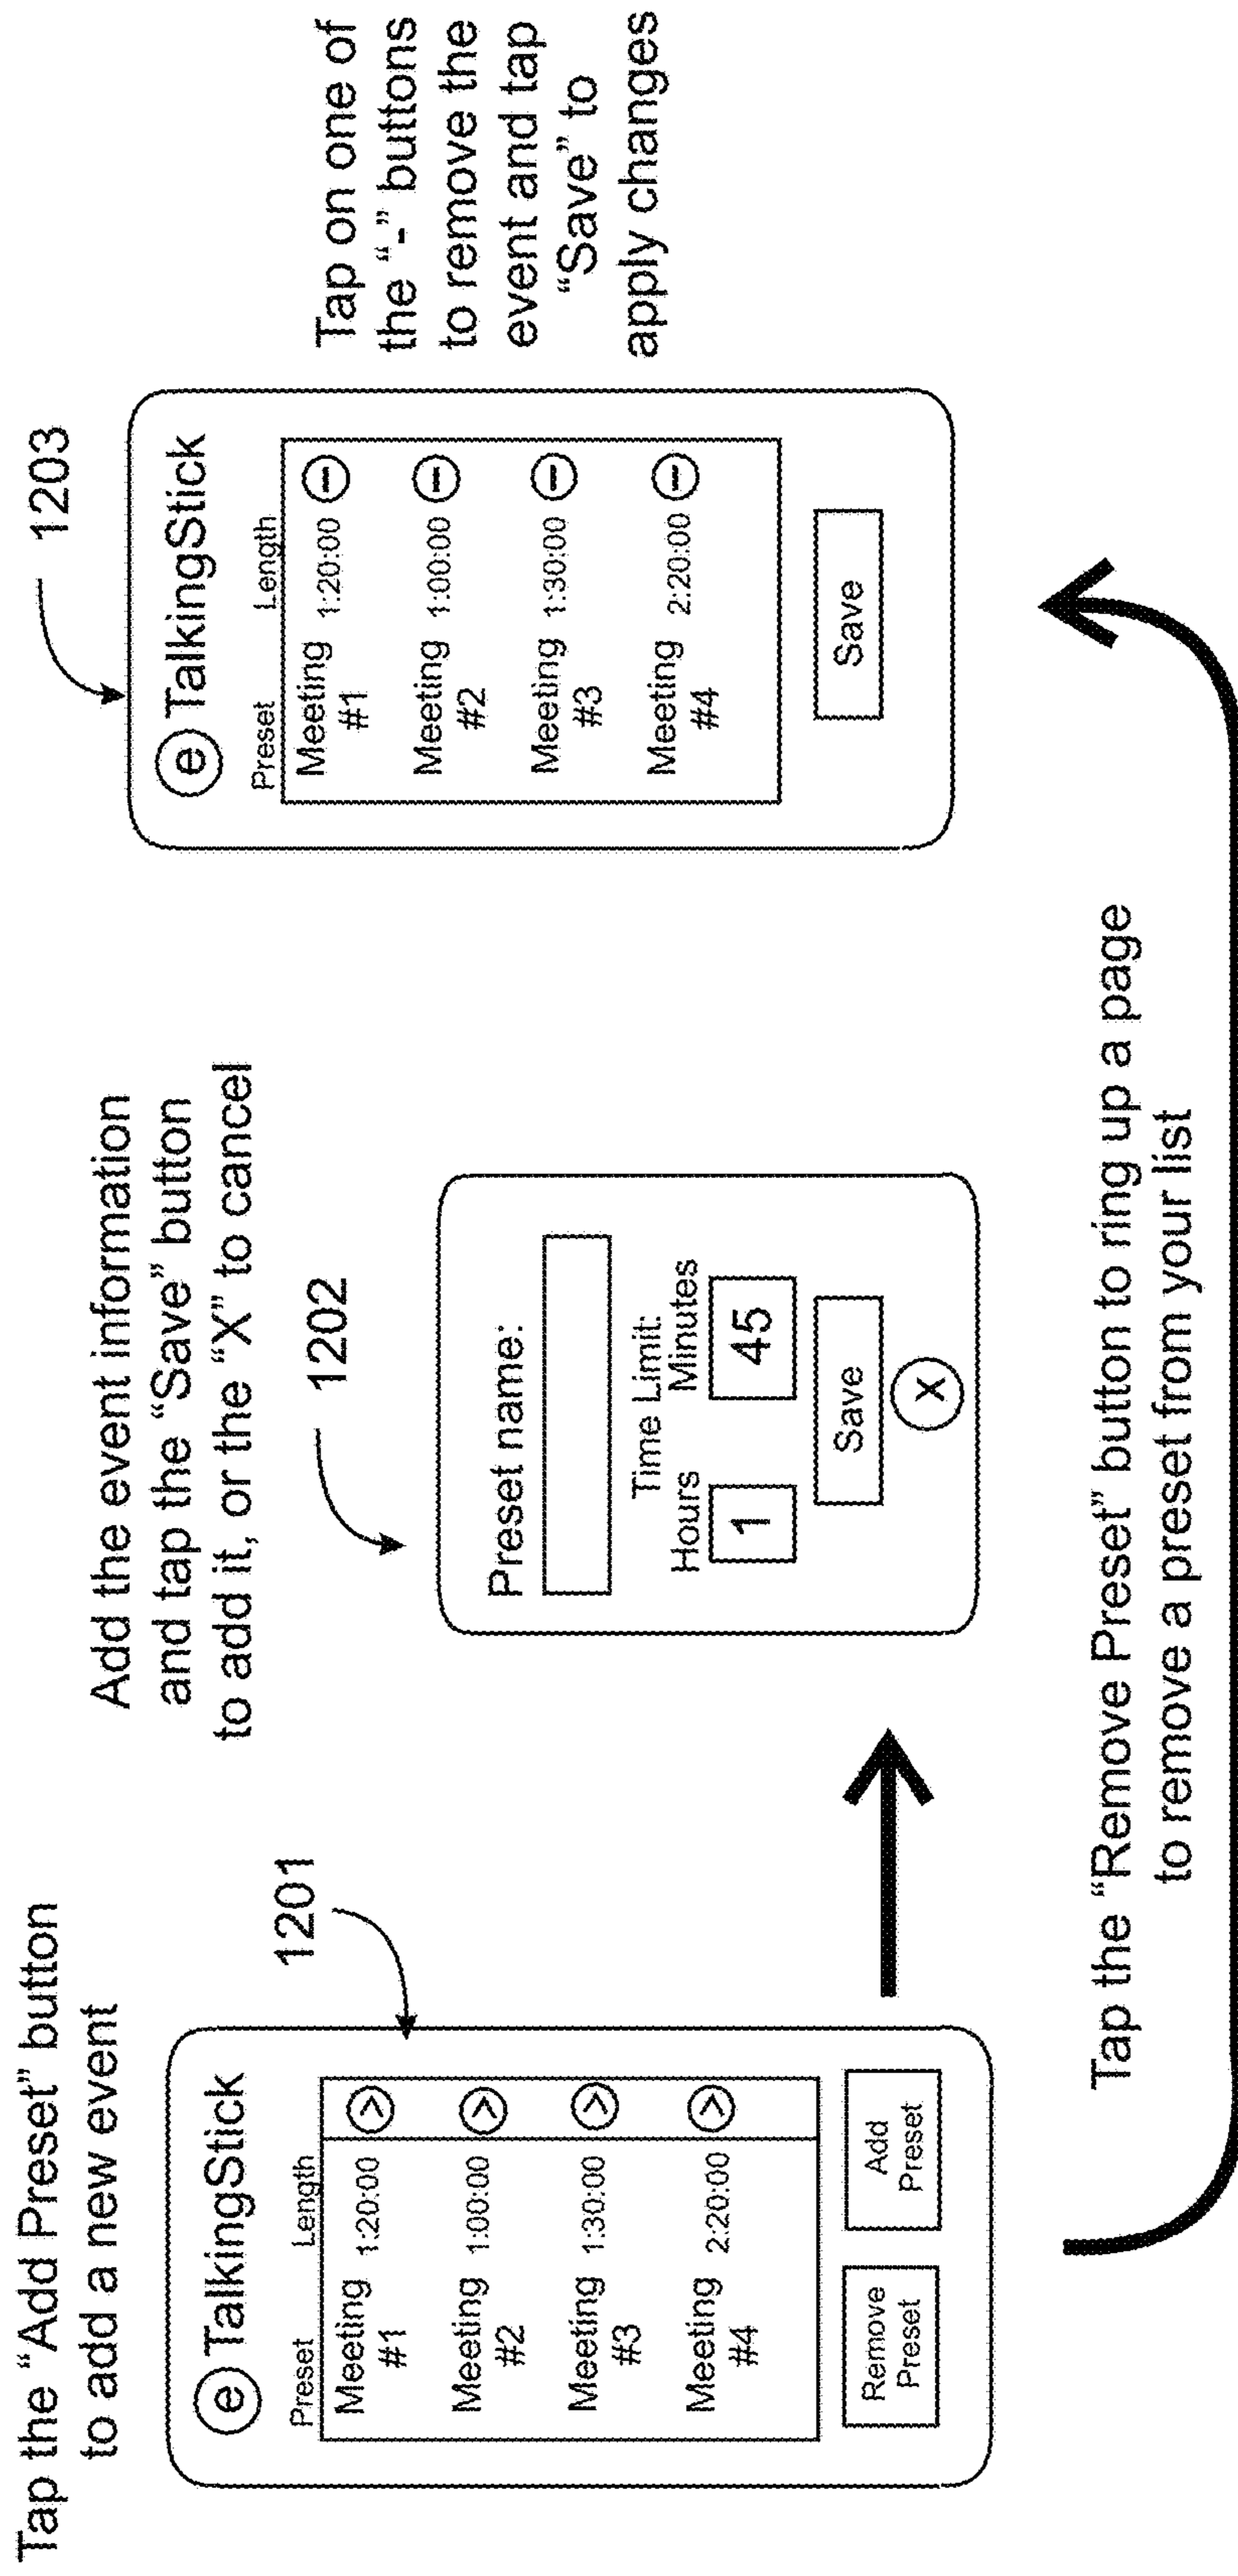 Tap the “Add Preset” button
to add a new event
1201
e TalkingStick
Preset Length
Meeting #1 1:20:00 >
Meeting #2 1:00:00 >
Meeting #3 1:30:00 >
Meeting #4 2:20:00 >
Remove Preset
Add Preset
Add the event information
and tap the “Save” button
to add it, or the “X” to cancel
1202
Preset name:
Time Limit:
Hours Minutes
1 45
Save
X
1203
e TalkingStick
Preset Length
Meeting #1 1:20:00 −
Meeting #2 1:00:00 −
Meeting #3 1:30:00 −
Meeting #4 2:20:00 −
Save
Tap on one of
the “-” buttons
to remove the
event and tap
“Save” to
apply changes
Tap the “Remove Preset” button to ring up a page
to remove a preset from your list